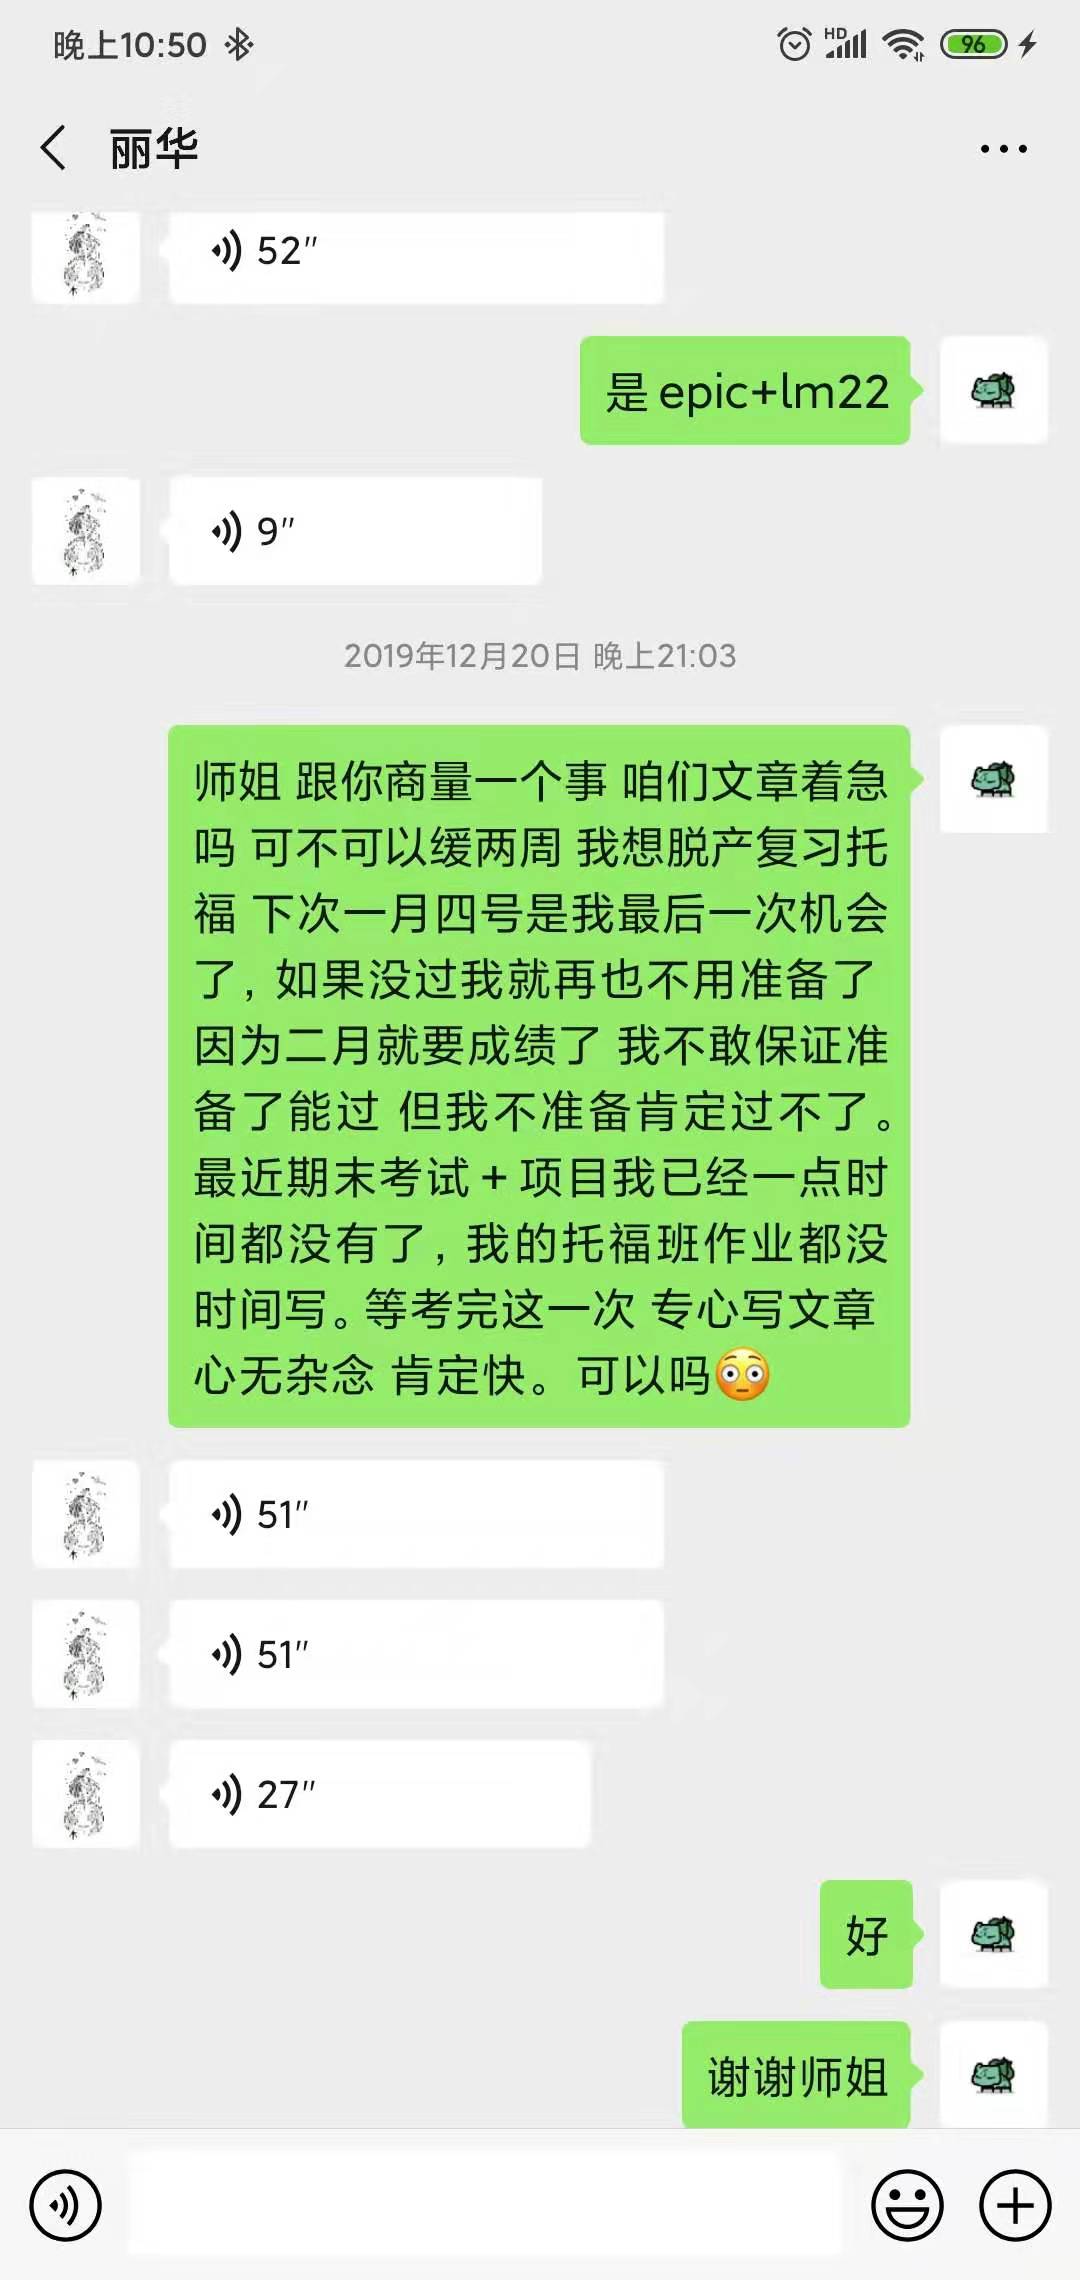 晚上10:50
HD
96
丽华
52"
是 epic+lm22
9"
2019年12月20日 晚上21:03
师姐 跟你商量一个事 咱们文章着急
吗 可不可以缓两周 我想脱产复习托
福 下次一月四号是我最后一次机会
了，如果没过我就再也不用准备了
因为二月就要成绩了 我不敢保证准
备了能过 但我不准备肯定过不了。
最近期末考试 + 项目我已经一点时
间都没有了，我的托福班作业都没
时间写。等考完这一次 专心写文章
心无杂念 肯定快。可以吗😳
51"
51"
27"
好
谢谢师姐